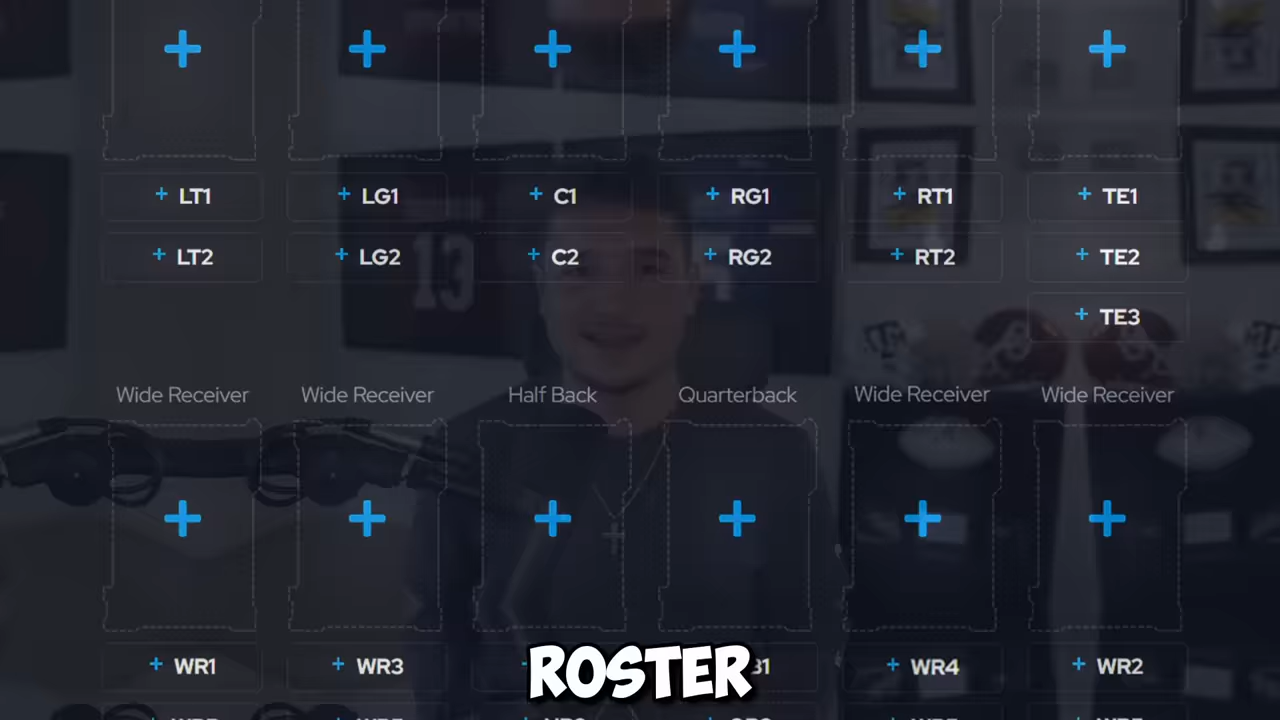 + LT1 + LG1 + C1 + RG1 + RT1 + TE1
+ LT2 + LG2 + C2 + RG2 + RT2 + TE2
+ TE3
13
Wide Receiver Wide Receiver Half Back Quarterback Wide Receiver Wide Receiver
+ WR1 + WR3 + WR4 + WR2
ROSTER